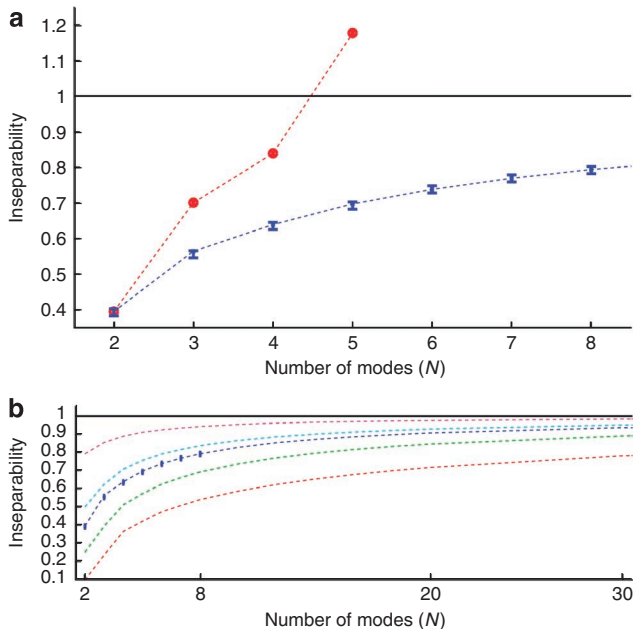 a
1.2
1.1
1
0.9
0.8
0.7
0.6
0.5
0.4
Inseparability
2 3 4 5 6 7 8
Number of modes (N)
b
1
0.9
0.8
0.7
0.6
0.5
0.4
0.3
0.2
0.1
Inseparability
2 8 20 30
Number of modes (N)